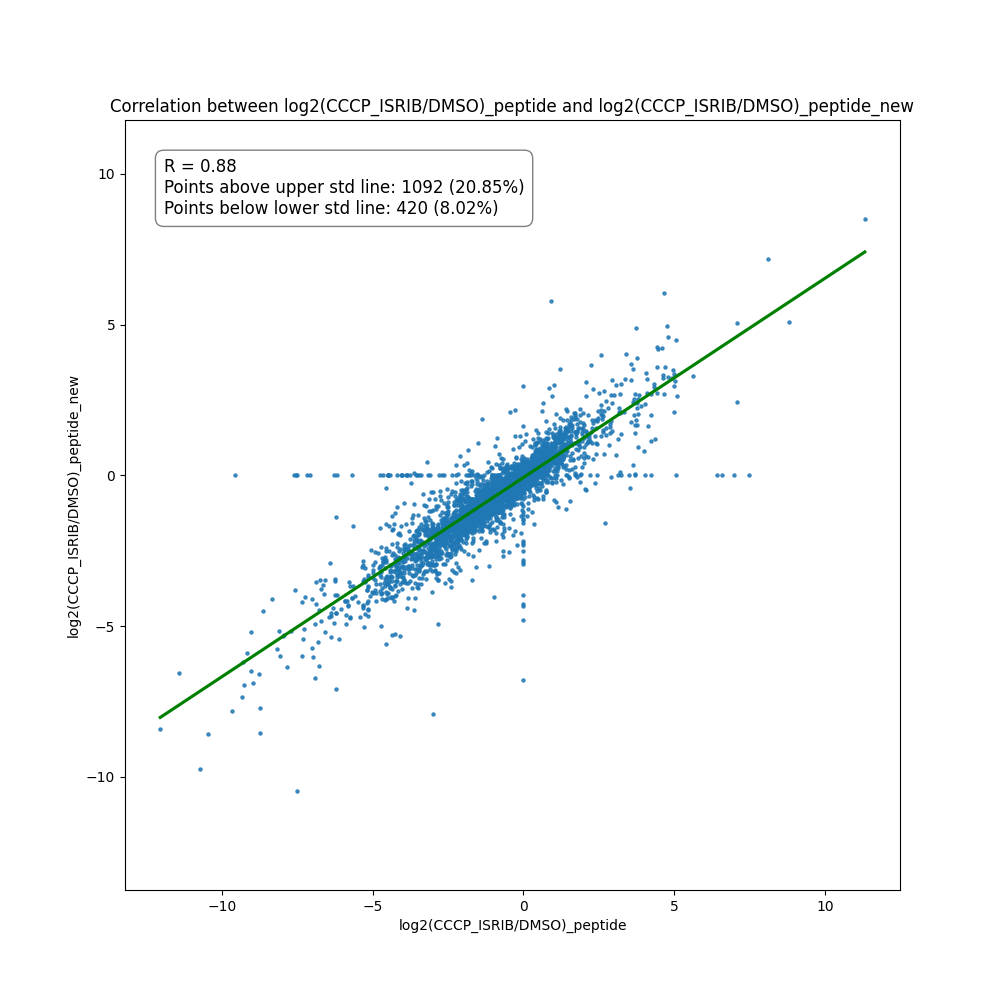 Correlation between log2(CCCP_ISRIB/DMSO)_peptide and log2(CCCP_ISRIB/DMSO)_peptide_new
R = 0.88
Points above upper std line: 1092 (20.85%)
Points below lower std line: 420 (8.02%)
10
5
0
−5
−10
log2(CCCP_ISRIB/DMSO)_peptide_new
−10
−5
0
5
10
log2(CCCP_ISRIB/DMSO)_peptide